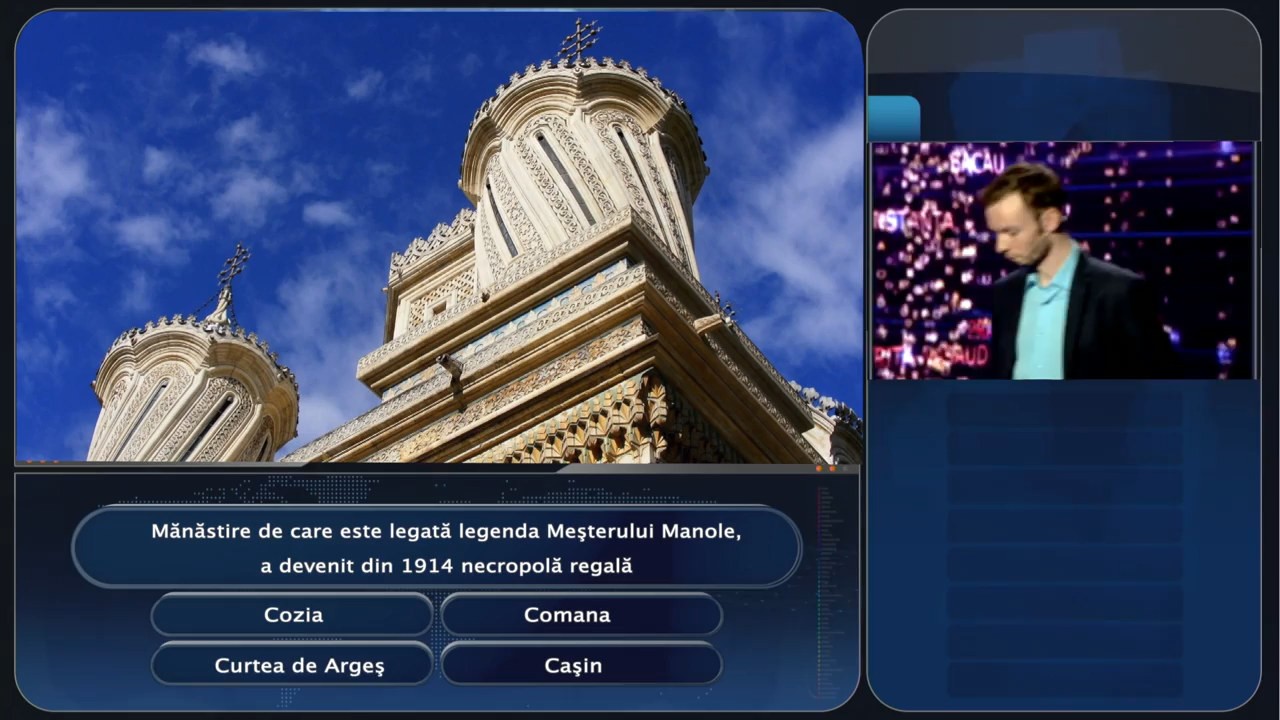 BACAU
Mănăstire de care este legată legenda Meşterului Manole,
a devenit din 1914 necropolă regală
Cozia
Comana
Curtea de Argeş
Caşin